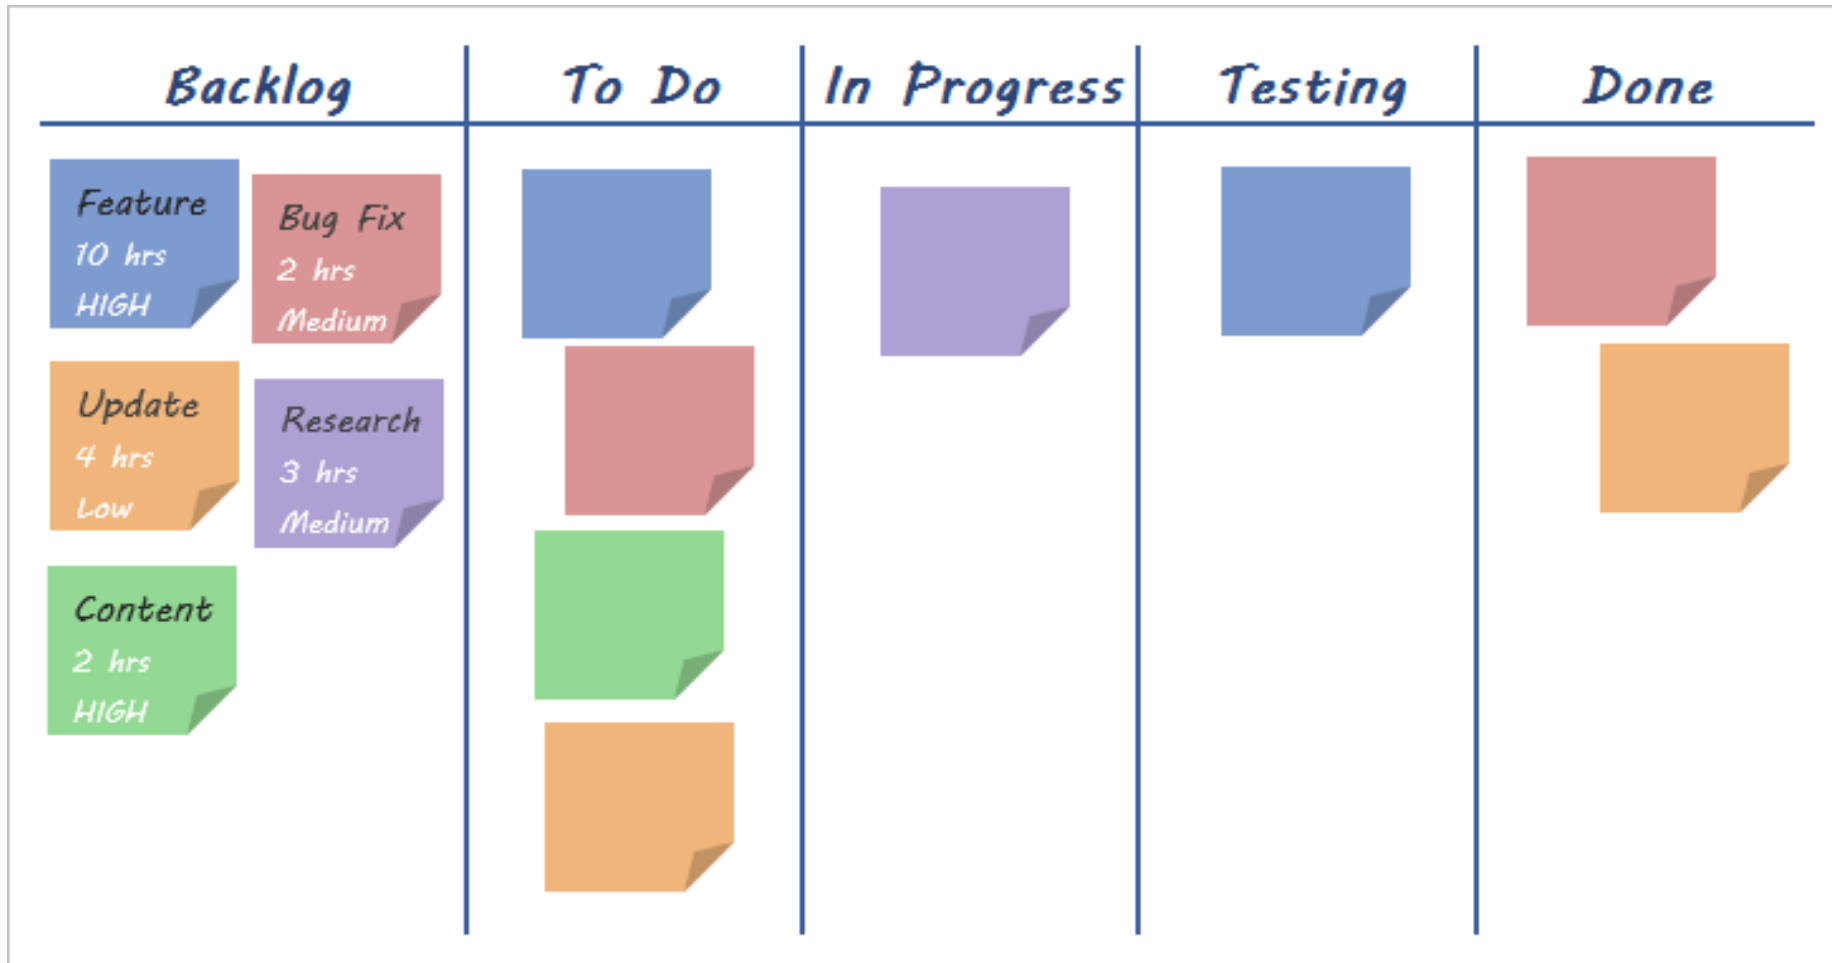 Backlog
To Do
In Progress
Testing
Done
Feature
10 hrs
HIGH
Bug Fix
2 hrs
Medium
Update
4 hrs
Low
Research
3 hrs
Medium
Content
2 hrs
HIGH